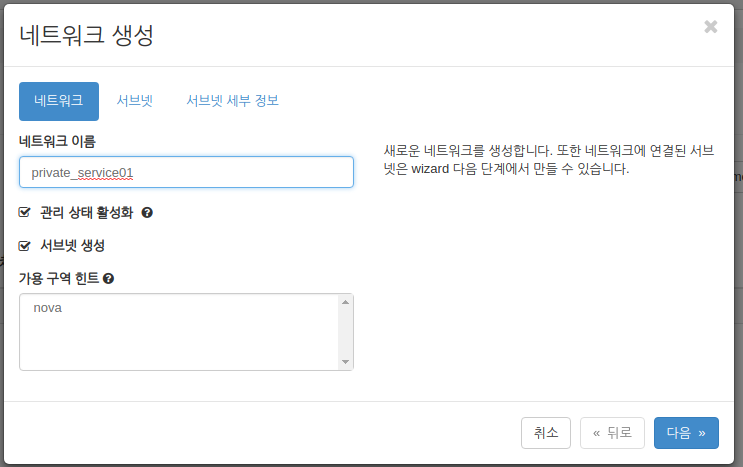 네트워크 생성
네트워크 서브넷 서브넷 세부 정보
네트워크 이름
private_service01
관리 상태 활성화
서브넷 생성
가용 구역 힌트
nova
새로운 네트워크를 생성합니다. 또한 네트워크에 연결된 서브
넷은 wizard 다음 단계에서 만들 수 있습니다.
취소 « 뒤로 다음 »